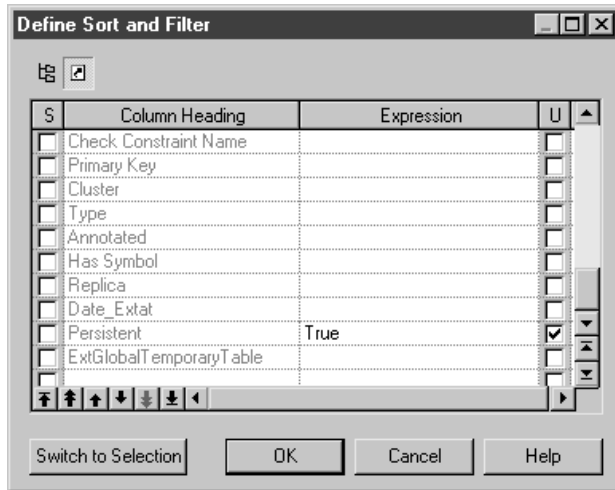 Define Sort and Filter
S Column Heading Expression U
Check Constraint Name
Primary Key
Cluster
Type
Annotated
Has Symbol
Replica
Date_Extat
Persistent True
ExtGlobalTemporaryTable
Switch to Selection OK Cancel Help